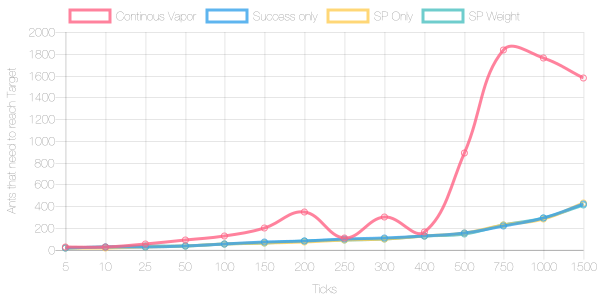 Continous Vapor Success only SP Only SP Weight
2000
1800
1600
1400
1200
1000
800
600
400
200
0
Ants that need to reach Target
5 10 25 50 75 150 200 250 300 400 500 750 1000 1500
Ticks